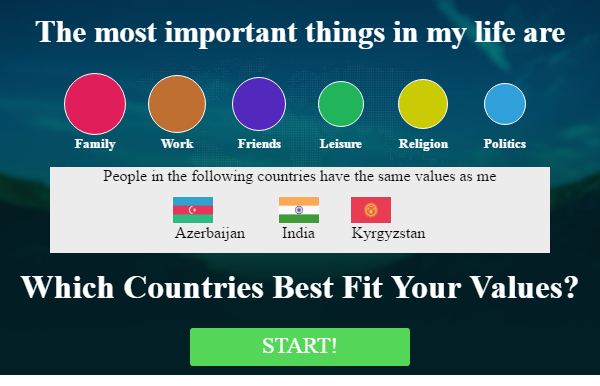 The most important things in my life are
Family Work Friends Leisure Religion Politics
People in the following countries have the same values as me
Azerbaijan India Kyrgyzstan
Which Countries Best Fit Your Values?
START!